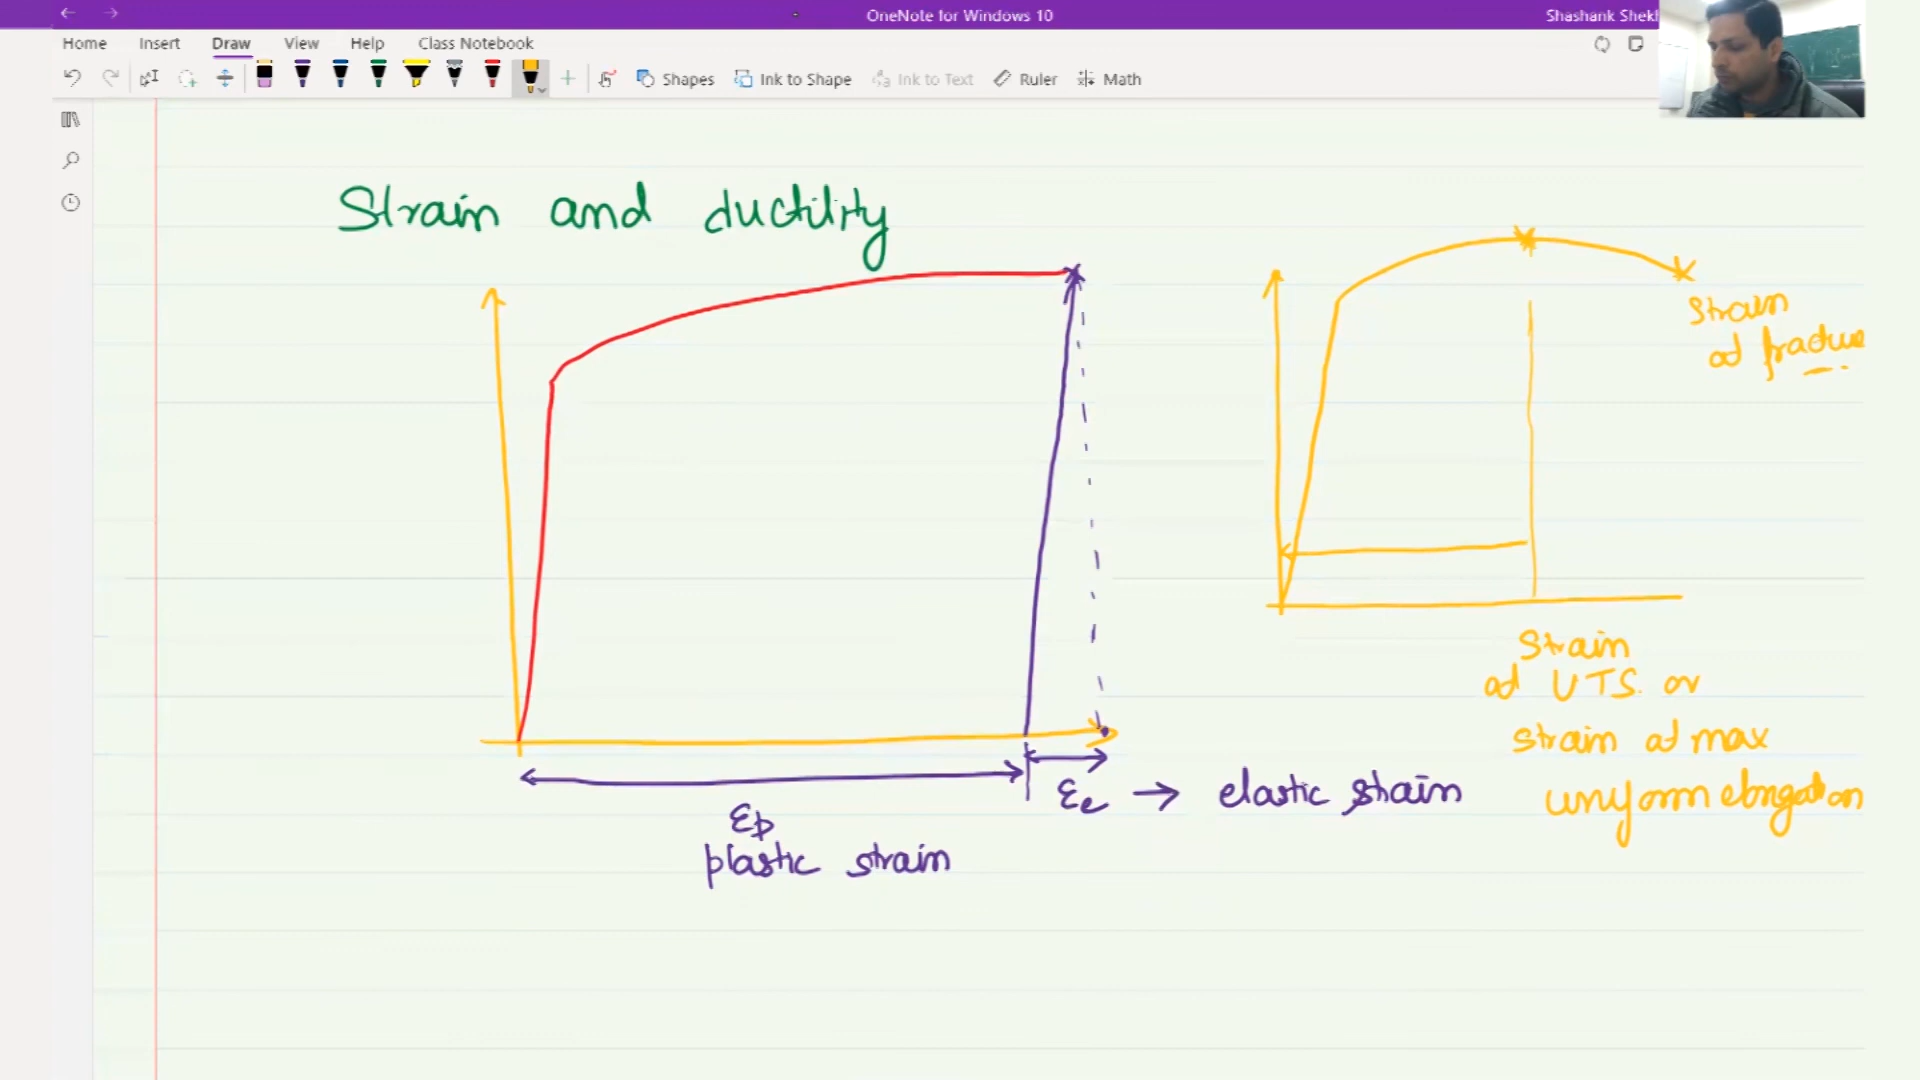 OneNote for Windows 10
Shashank Shekh
Home Insert Draw View Help Class Notebook
Shapes Ink to Shape Ink to Text Ruler Math
Strain and ductility
Strain
at fracture
εp
plastic strain
εe → elastic strain
Strain
at UTS. or
strain at max
uniform elongation